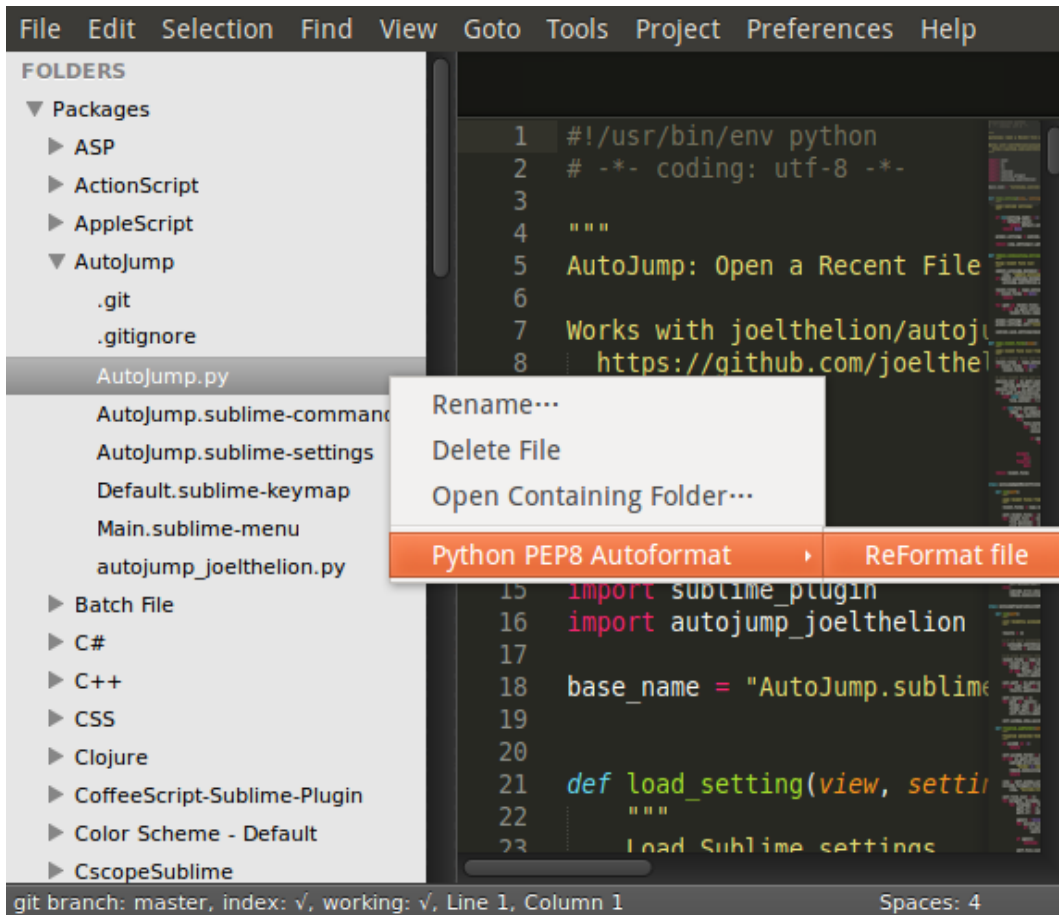 File Edit Selection Find View Goto Tools Project Preferences Help
FOLDERS
Packages
ASP
ActionScript
AppleScript
AutoJump
.git
.gitignore
AutoJump.py
AutoJump.sublime-command
AutoJump.sublime-settings
Default.sublime-keymap
Main.sublime-menu
autojump_joelthelion.py
Batch File
C#
C++
CSS
Clojure
CoffeeScript-Sublime-Plugin
Color Scheme - Default
CscopeSublime
1 #!/usr/bin/env python
2 # -*- coding: utf-8 -*-
3
4 """
5 AutoJump: Open a Recent File
6
7 Works with joelthelion/autoju
8 https://github.com/joelthel
Rename···
Delete File
Open Containing Folder···
Python PEP8 Autoformat
ReFormat file
15 import sublime_plugin
16 import autojump_joelthelion
17
18 base_name = "AutoJump.sublime
19
20
21 def load_setting(view, settin
22 """
23 Load Sublime settings
git branch: master, index: √, working: √, Line 1, Column 1
Spaces: 4